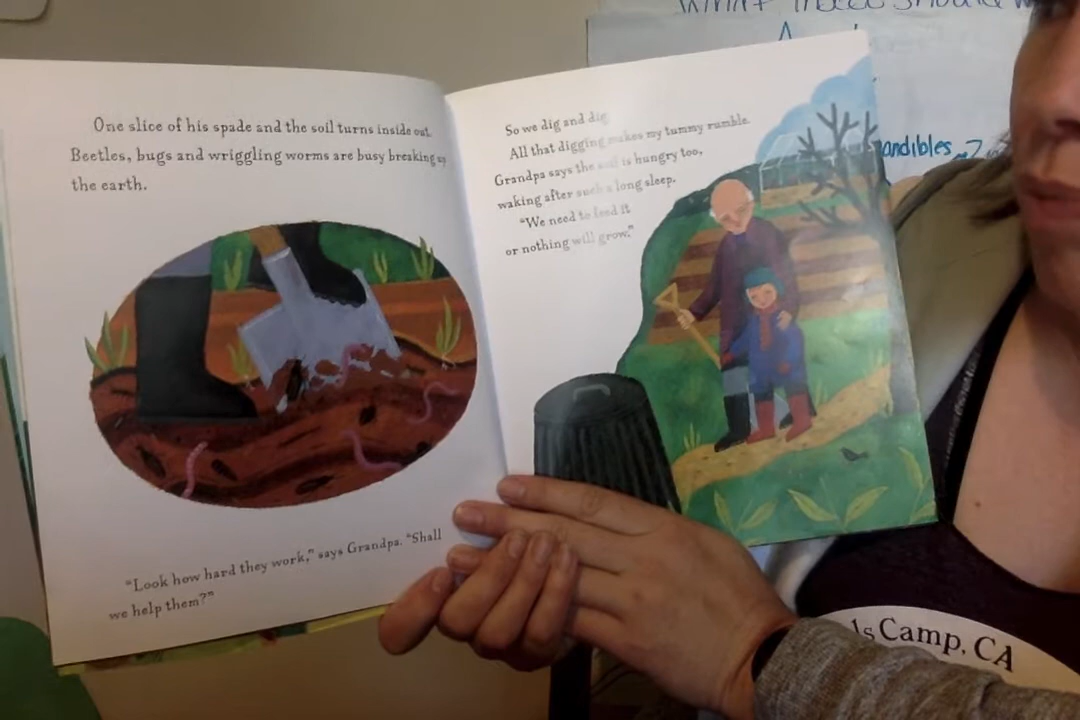 One slice of his spade and the soil turns inside out.
Beetles, bugs and wriggling worms are busy breaking up
the earth.
"Look how hard they work," says Grandpa. "Shall
we help them?"
So we dig and dig.
All that digging makes my tummy rumble.
Grandpa says the soil is hungry too,
waking after such a long sleep.
"We need to feed it
or nothing will grow."
Camp, CA